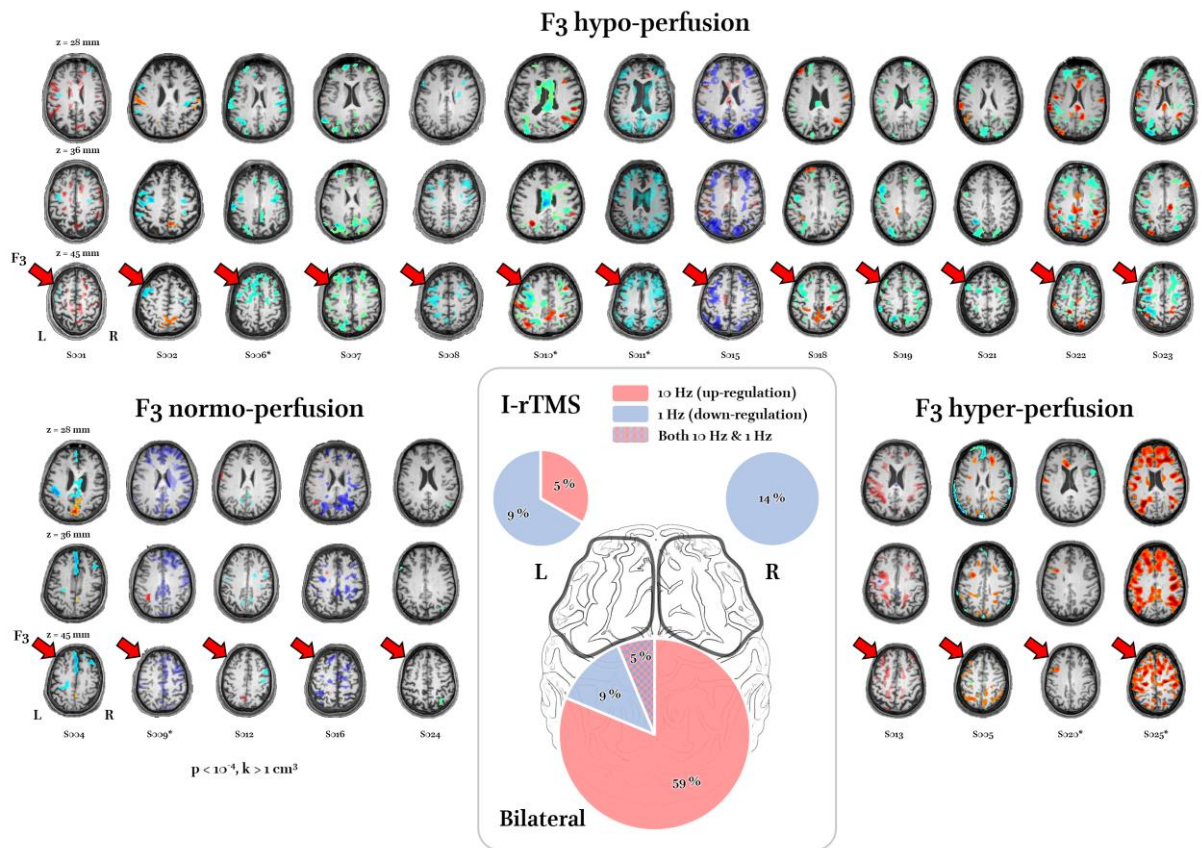 F3 hypo-perfusion
z = 28 mm
z = 36 mm
F3
z = 45 mm
L R
S001 S002 S006* S007 S008 S010* S011* S015 S018 S019 S021 S022 S023
F3 normo-perfusion
z = 28 mm
z = 36 mm
F3
z = 45 mm
L R
S004 S009* S012 S016 S024
p < 10⁻⁴, k > 1 cm³
I-rTMS
10 Hz (up-regulation)
1 Hz (down-regulation)
Both 10 Hz & 1 Hz
5 %
9 %
14 %
L R
5 %
9 %
59 %
Bilateral
F3 hyper-perfusion
S013 S005 S020* S025*